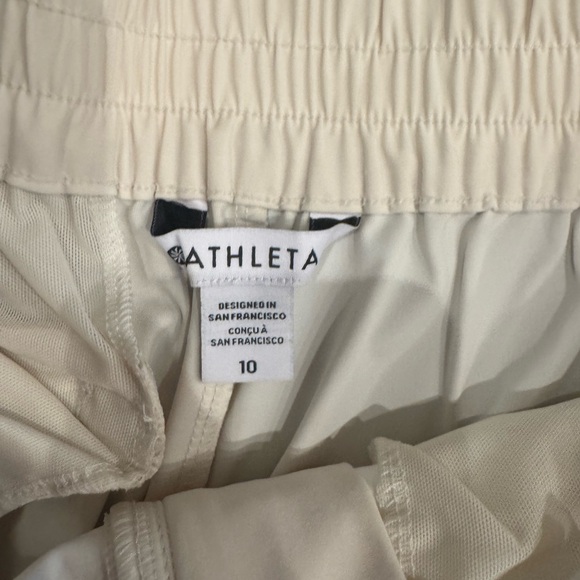 ATHLETA
DESIGNED IN
SAN FRANCISCO
CONÇU À
SAN FRANCISCO
10